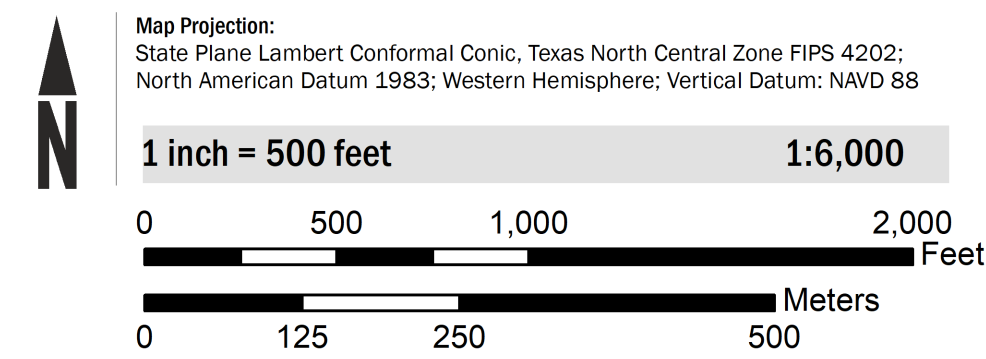 N
Map Projection:
State Plane Lambert Conformal Conic, Texas North Central Zone FIPS 4202;
North American Datum 1983; Western Hemisphere; Vertical Datum: NAVD 88
1 inch = 500 feet 1:6,000
0 500 1,000 2,000
Feet
Meters
0 125 250 500